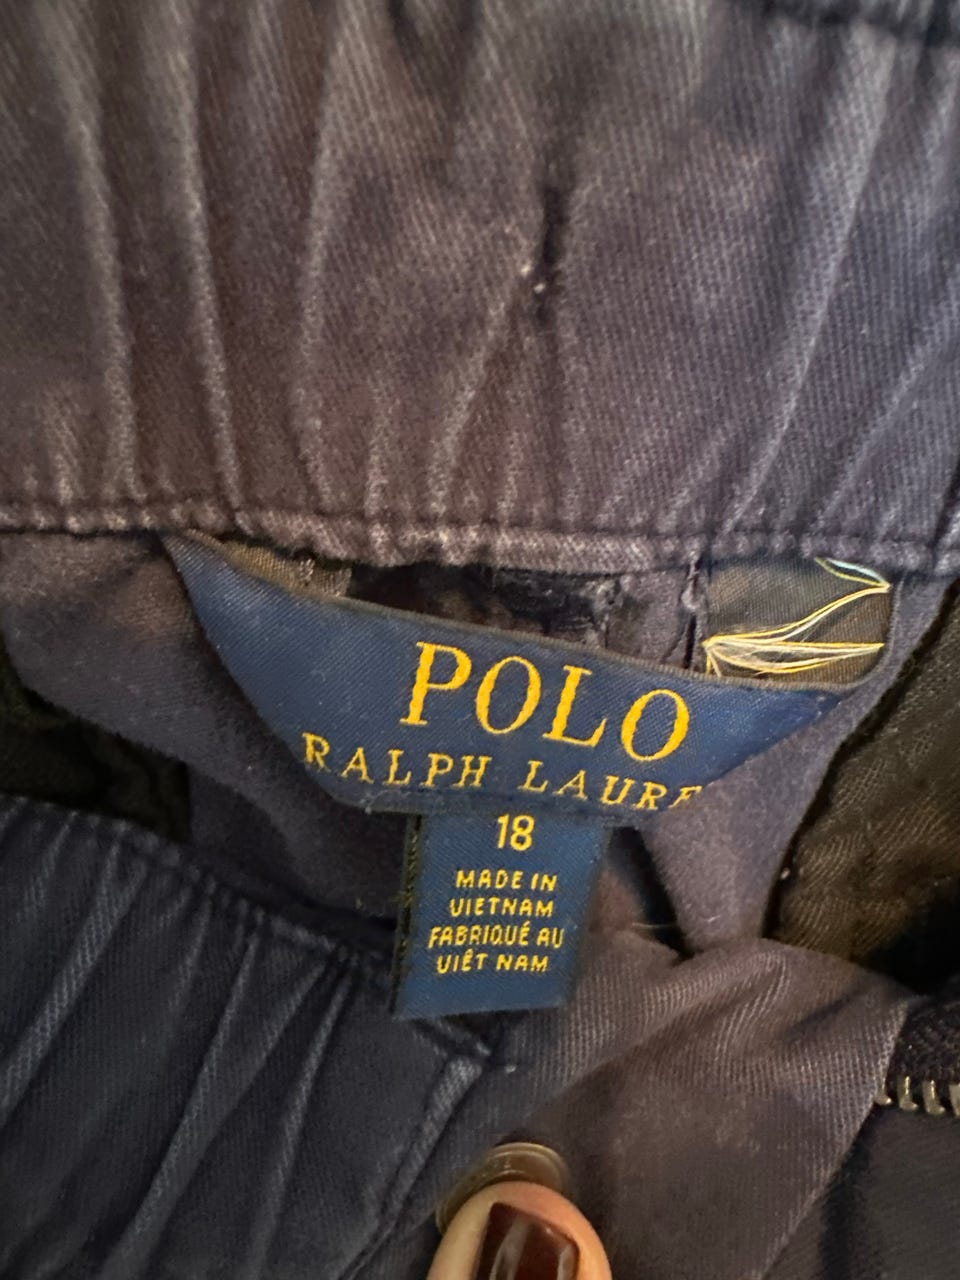 POLO
RALPH LAURE
18
MADE IN
VIETNAM
FABRIQUÉ AU
VIÊT NAM